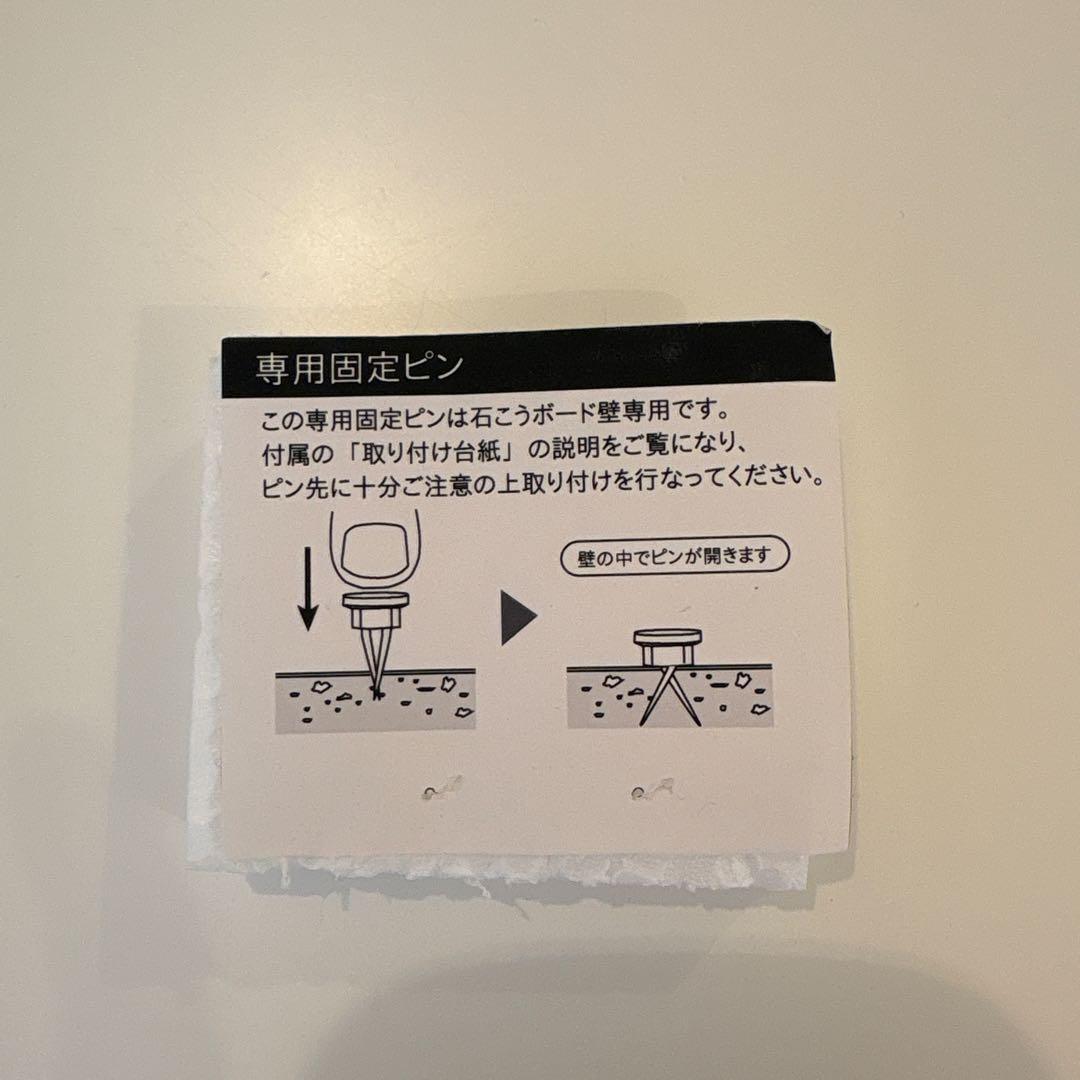 専用固定ピン
この専用固定ピンは石こうボード壁専用です。
付属の「取り付け台紙」の説明をご覧になり、
ピン先に十分ご注意の上取り付けを行なってください。
壁の中でピンが開きます